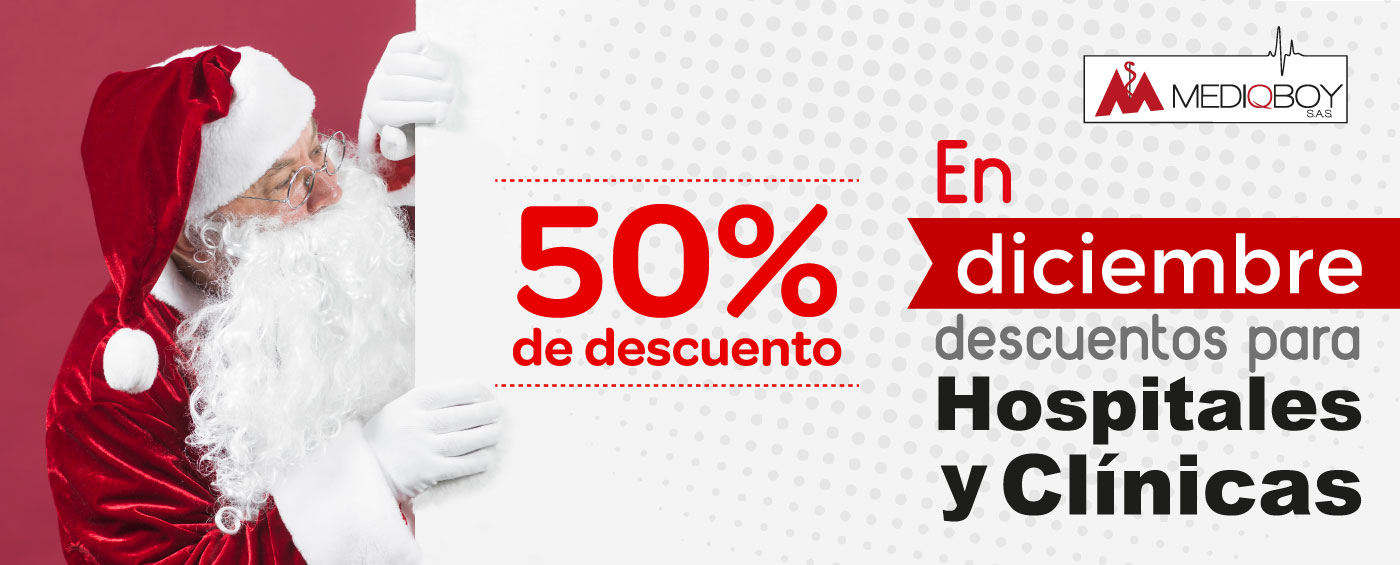 MEDIQBOY
S.A.S.
50%
de descuento
En
diciembre
descuentos para
Hospitales
y Clínicas